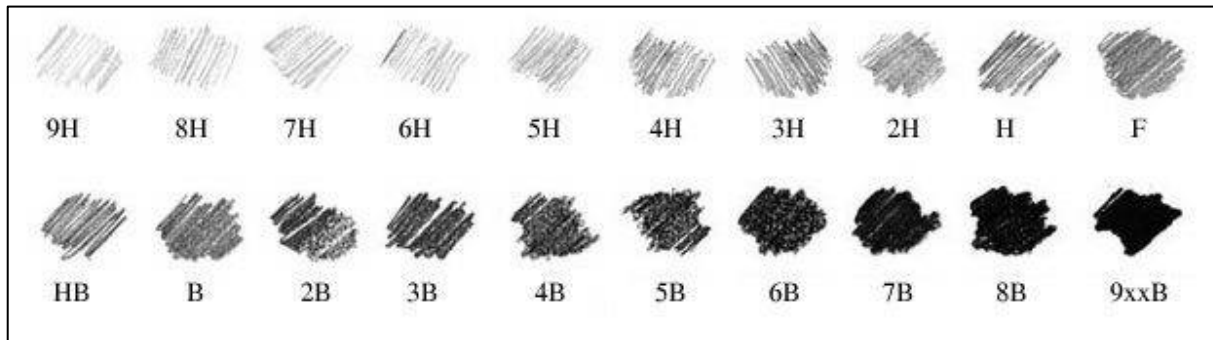 9H 8H 7H 6H 5H 4H 3H 2H H F
HB B 2B 3B 4B 5B 6B 7B 8B 9xxB